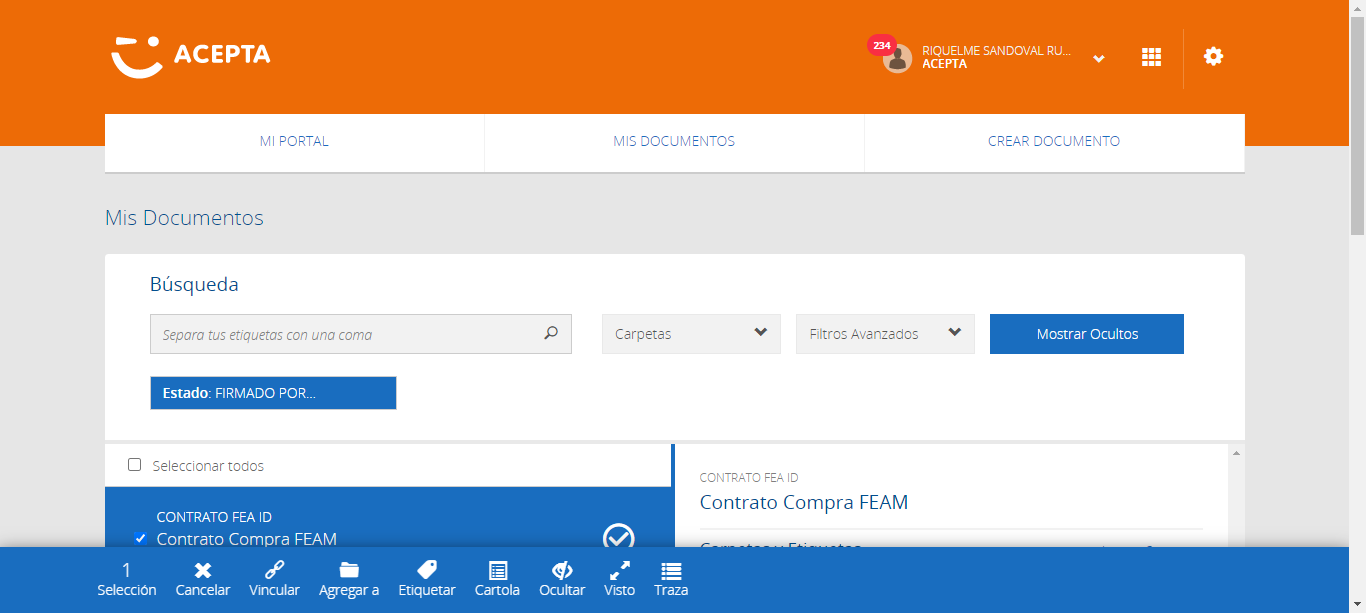 ACEPTA
234
RIQUELME SANDOVAL RU...
ACEPTA
MI PORTAL
MIS DOCUMENTOS
CREAR DOCUMENTO
Mis Documentos
Búsqueda
Separa tus etiquetas con una coma
Carpetas
Filtros Avanzados
Mostrar Ocultos
Estado: FIRMADO POR...
Seleccionar todos
CONTRATO FEA ID
Contrato Compra FEAM
CONTRATO FEA ID
Contrato Compra FEAM
Carpetas y Etiquetas
1
Selección
Cancelar
Vincular
Agregar a
Etiquetar
Cartola
Ocultar
Visto
Traza